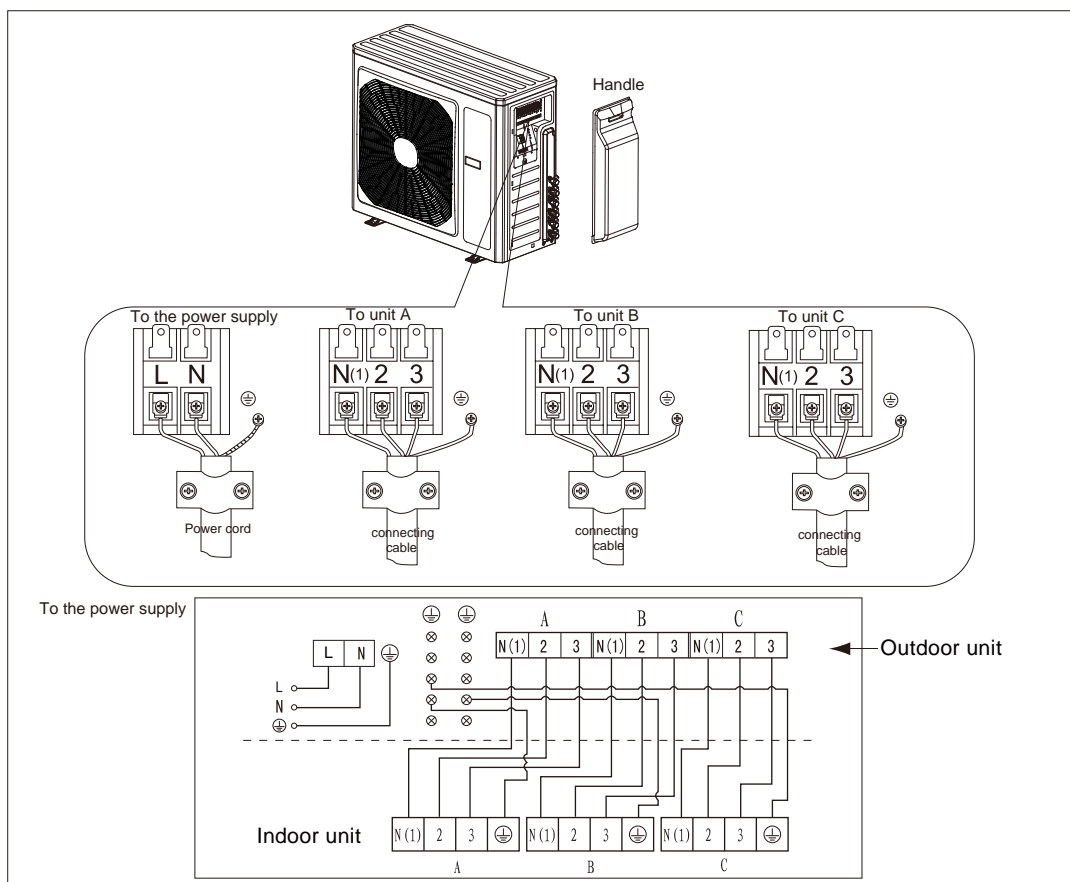 Handle
To the power supply To unit A To unit B To unit C
L N N(1) 2 3 N(1) 2 3 N(1) 2 3
Power cord connecting cable connecting cable connecting cable
To the power supply
A B C
L N N(1) 2 3 N(1) 2 3 N(1) 2 3
Outdoor unit
L
N
Indoor unit
N(1) 2 3 N(1) 2 3 N(1) 2 3
A B C